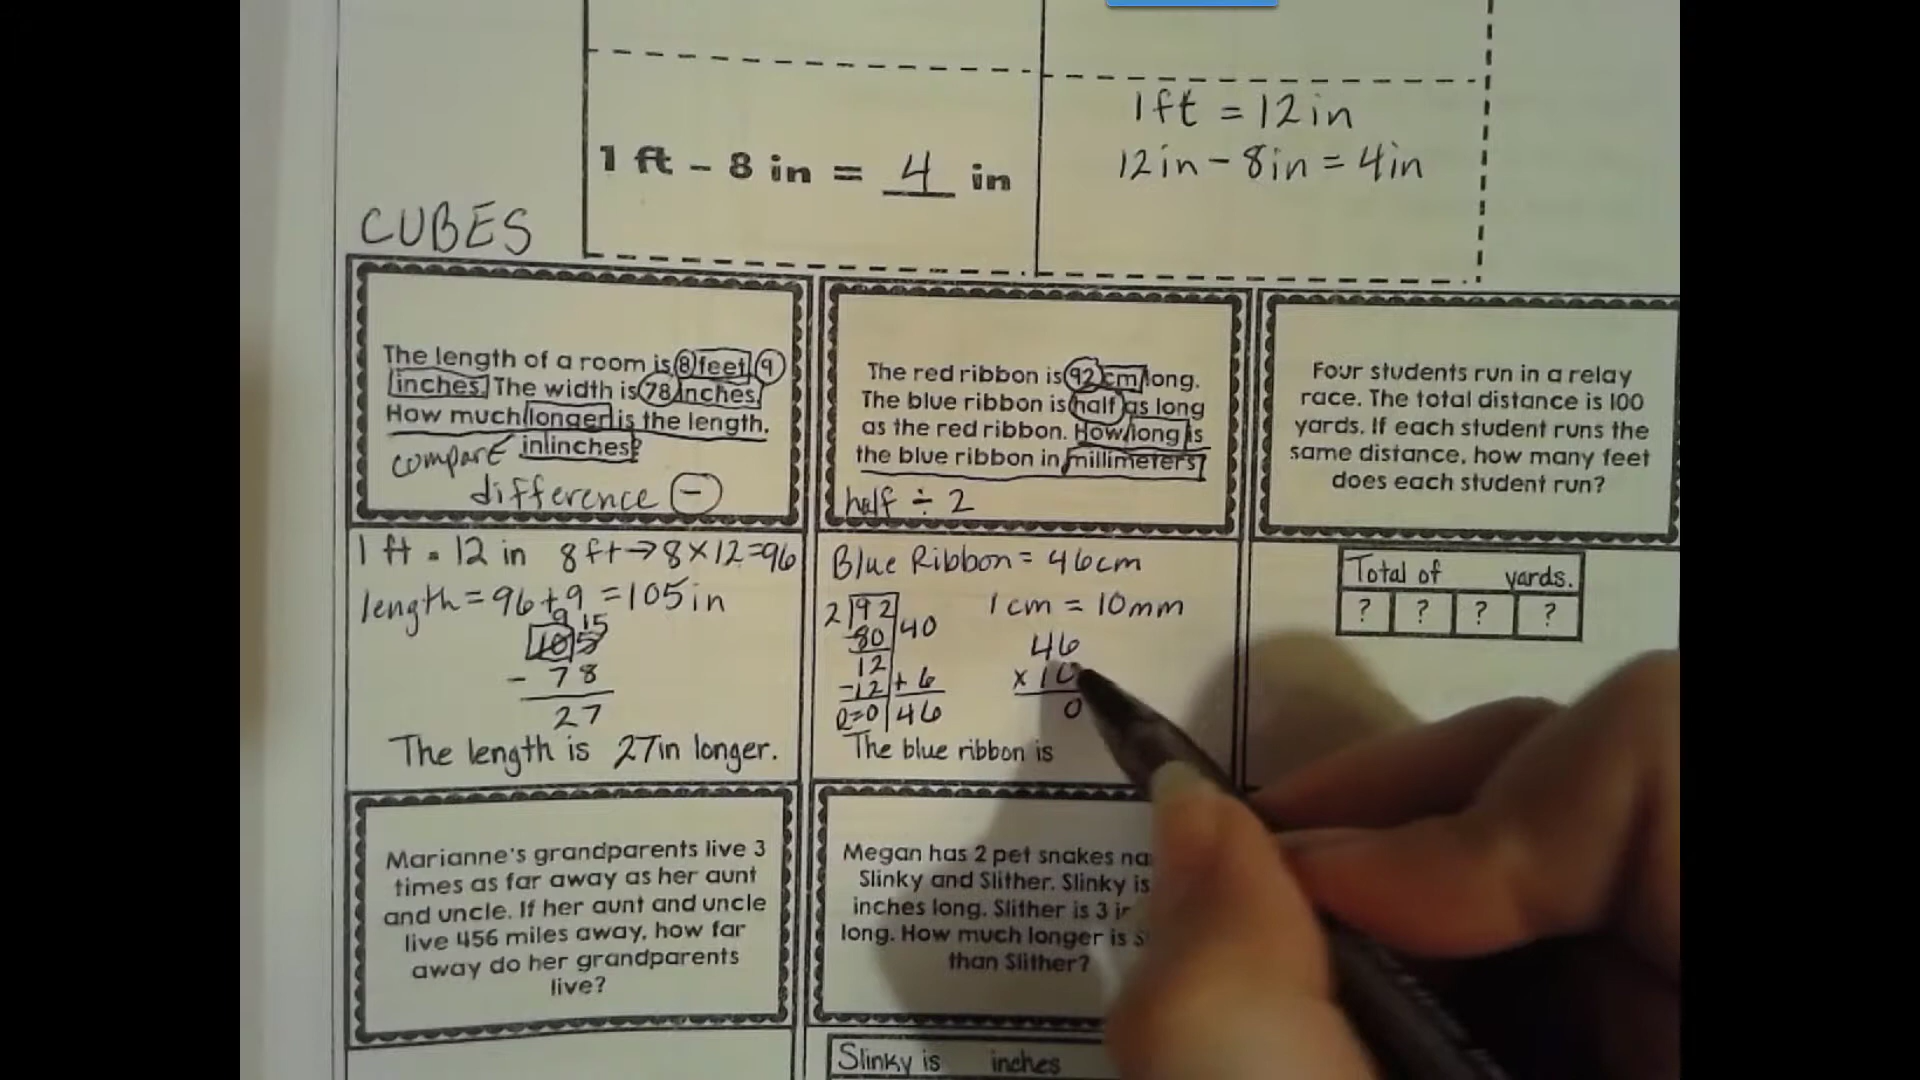 1 ft - 8 in = 4 in
1ft = 12in
12in - 8in = 4in
CUBES
The length of a room is 8 feet 9
inches. The width is 78 inches.
How much longer is the length,
in inches?
compare
difference -
1 ft = 12 in 8ft→8×12=96
length = 96+9 = 105in
9 15
105
- 78
27
The length is 27in longer.
The red ribbon is 92 cm long.
The blue ribbon is half as long
as the red ribbon. How long is
the blue ribbon in millimeters?
half ÷ 2
Blue Ribbon = 46cm
2 92
80 40
12
-12 + 6
R=0 46
1cm = 10mm
46
× 10
0
The blue ribbon is
Four students run in a relay
race. The total distance is 100
yards. If each student runs the
same distance, how many feet
does each student run?
Total of yards.
? ? ? ?
Marianne's grandparents live 3
times as far away as her aunt
and uncle. If her aunt and uncle
live 456 miles away, how far
away do her grandparents
live?
Megan has 2 pet snakes
Slinky and Slither. Slinky is
inches long. Slither is 3
long. How much longer is
than Slither?
Slinky is inches